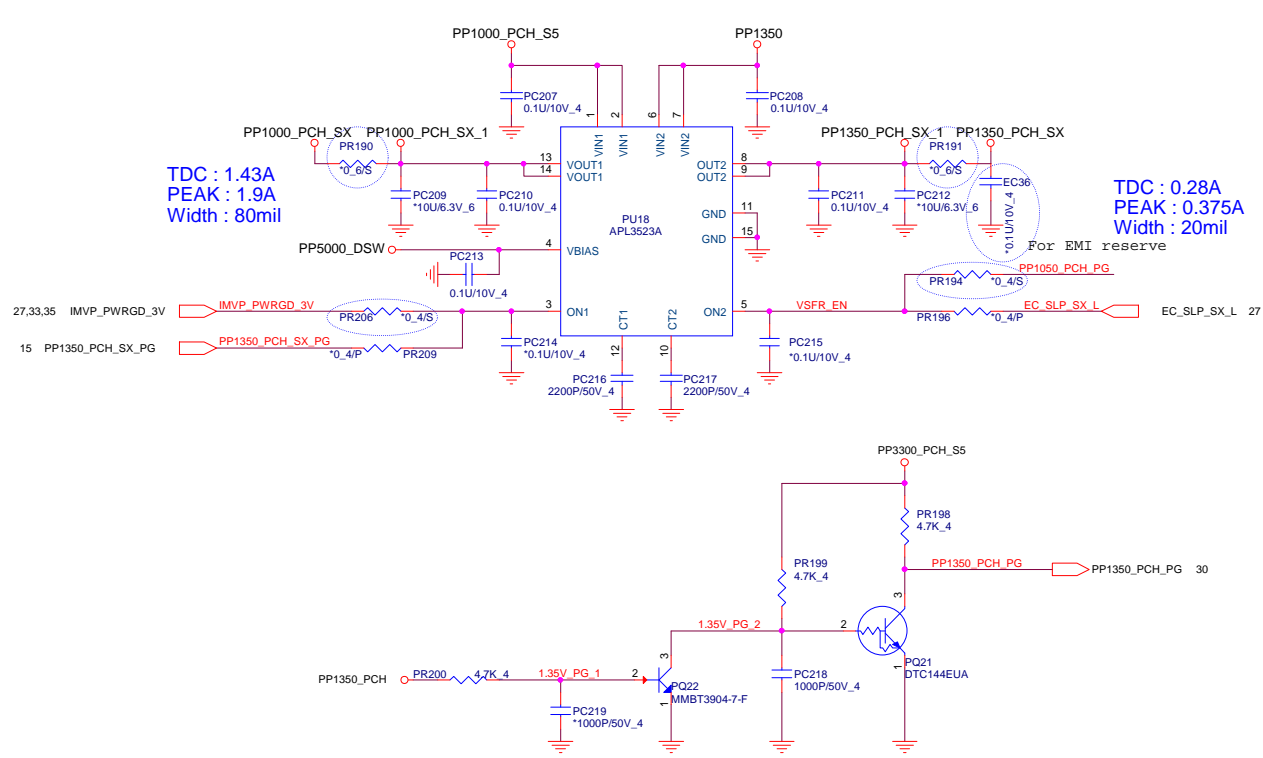 PP1000_PCH_S5
PP1350
PC207
0.1U/10V_4
PC208
0.1U/10V_4
1
2
6
7
VIN1
VIN1
VIN2
VIN2
PP1000_PCH_SX
PP1000_PCH_SX_1
PR190
*0_6/S
13
14
VOUT1
VOUT1
PC209
*10U/6.3V_6
PC210
0.1U/10V_4
TDC : 1.43A
PEAK : 1.9A
Width : 80mil
PP1350_PCH_SX_1
PP1350_PCH_SX
PR191
*0_6/S
OUT2
OUT2
8
9
PC211
0.1U/10V_4
PC212
*10U/6.3V_6
EC36
*0.1U/10V_4
For EMI reserve
TDC : 0.28A
PEAK : 0.375A
Width : 20mil
PU18
APL3523A
GND
GND
11
15
PP5000_DSW
4
VBIAS
PC213
0.1U/10V_4
27,33,35 IMVP_PWRGD_3V
IMVP_PWRGD_3V
PR206
*0_4/S
3
ON1
15 PP1350_PCH_SX_PG
PP1350_PCH_SX_PG
*0_4/P
PR209
PC214
*0.1U/10V_4
CT1
CT2
12
10
PC216
2200P/50V_4
PC217
2200P/50V_4
ON2
5
VSFR_EN
PC215
*0.1U/10V_4
PR194
*0_4/S
PP1050_PCH_PG
PR196
*0_4/P
EC_SLP_SX_L
EC_SLP_SX_L 27
PP3300_PCH_S5
PR198
4.7K_4
PR199
4.7K_4
PP1350_PCH_PG
PP1350_PCH_PG 30
1.35V_PG_2
2
3
1
PQ21
DTC144EUA
PC218
1000P/50V_4
PP1350_PCH
PR200
4.7K_4
1.35V_PG_1
2
3
1
PQ22
MMBT3904-7-F
PC219
*1000P/50V_4